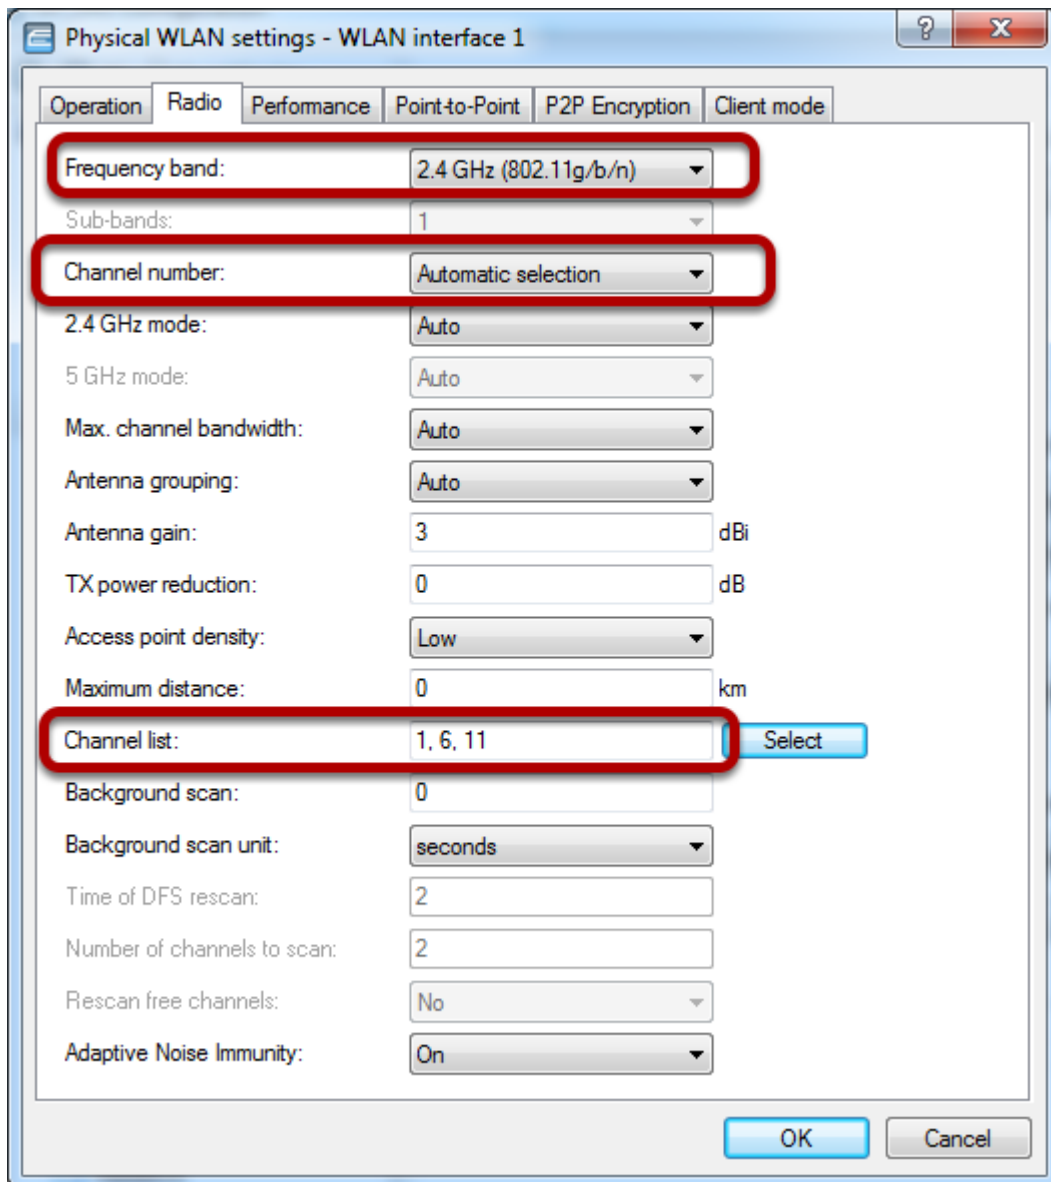 Physical WLAN settings - WLAN interface 1
Operation Radio Performance Point-to-Point P2P Encryption Client mode
Frequency band: 2.4 GHz (802.11g/b/n)
Sub-bands: 1
Channel number: Automatic selection
2.4 GHz mode: Auto
5 GHz mode: Auto
Max. channel bandwidth: Auto
Antenna grouping: Auto
Antenna gain: 3 dBi
TX power reduction: 0 dB
Access point density: Low
Maximum distance: 0 km
Channel list: 1, 6, 11 Select
Background scan: 0
Background scan unit: seconds
Time of DFS rescan: 2
Number of channels to scan: 2
Rescan free channels: No
Adaptive Noise Immunity: On
OK Cancel